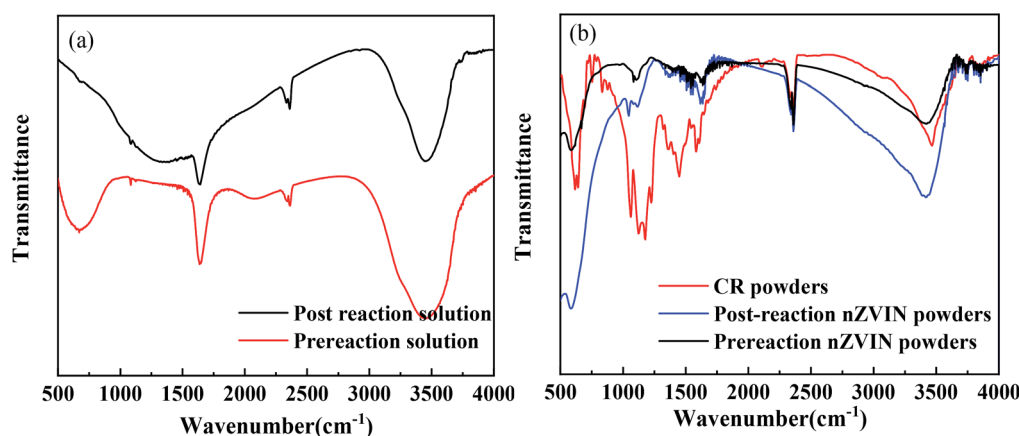 (a)
Transmittance
Post reaction solution
Prereaction solution
500 1000 1500 2000 2500 3000 3500 4000
Wavenumber(cm⁻¹)
(b)
Transmittance
CR powders
Post-reaction nZVIN powders
Prereaction nZVIN powders
500 1000 1500 2000 2500 3000 3500 4000
Wavenumber(cm⁻¹)